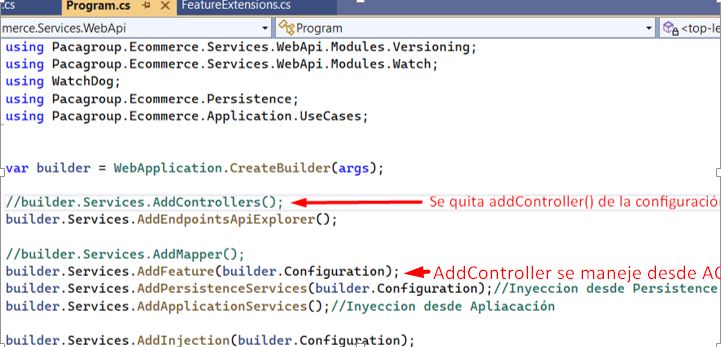 .cs Program.cs FeatureExtensions.cs
merce.Services.WebApi Program <top-le
using Pacagroup.Ecommerce.Services.WebApi.Modules.Versioning;
using Pacagroup.Ecommerce.Services.WebApi.Modules.Watch;
using WatchDog;
using Pacagroup.Ecommerce.Persistence;
using Pacagroup.Ecommerce.Application.UseCases;
var builder = WebApplication.CreateBuilder(args);
//builder.Services.AddControllers(); Se quita addController() de la configuració
builder.Services.AddEndpointsApiExplorer();
//builder.Services.AddMapper();
builder.Services.AddFeature(builder.Configuration); AddController se maneje desde AC
builder.Services.AddPersistenceServices(builder.Configuration);//Inyeccion desde Persistence
builder.Services.AddApplicationServices();//Inyeccion desde Apliacación
builder.Services.AddInjection(builder.Configuration);